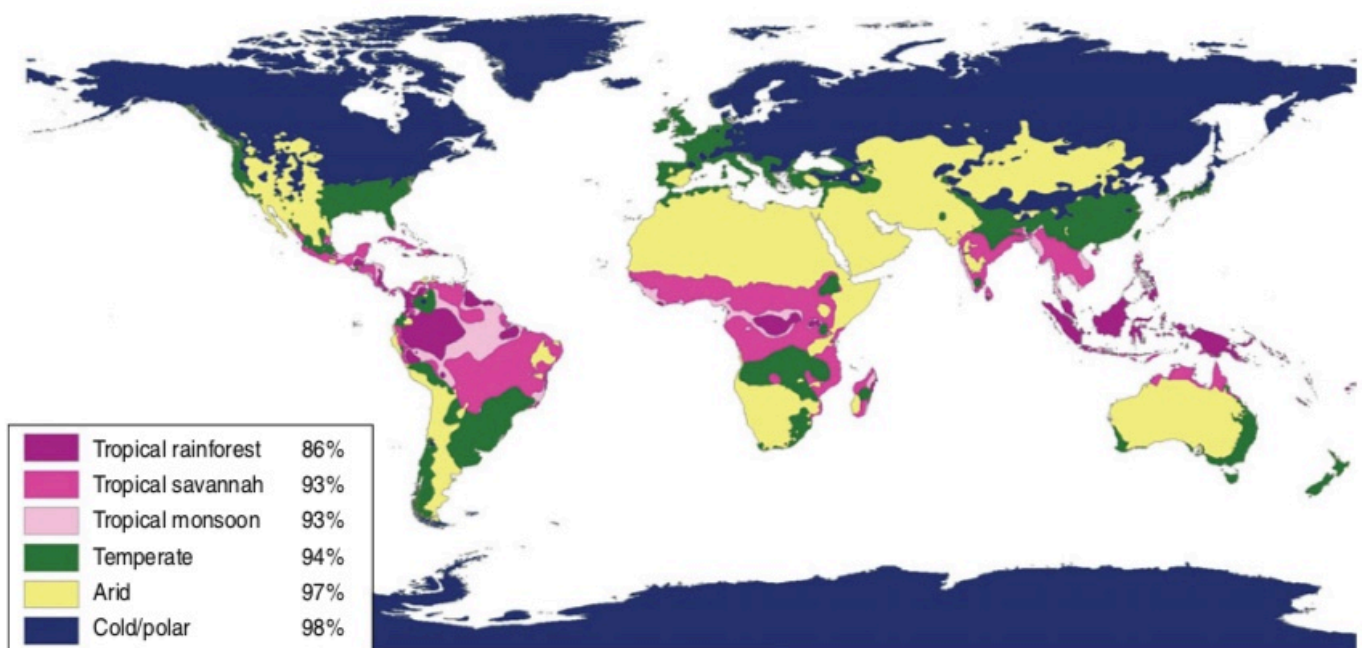 Tropical rainforest 86%
Tropical savannah 93%
Tropical monsoon 93%
Temperate 94%
Arid 97%
Cold/polar 98%